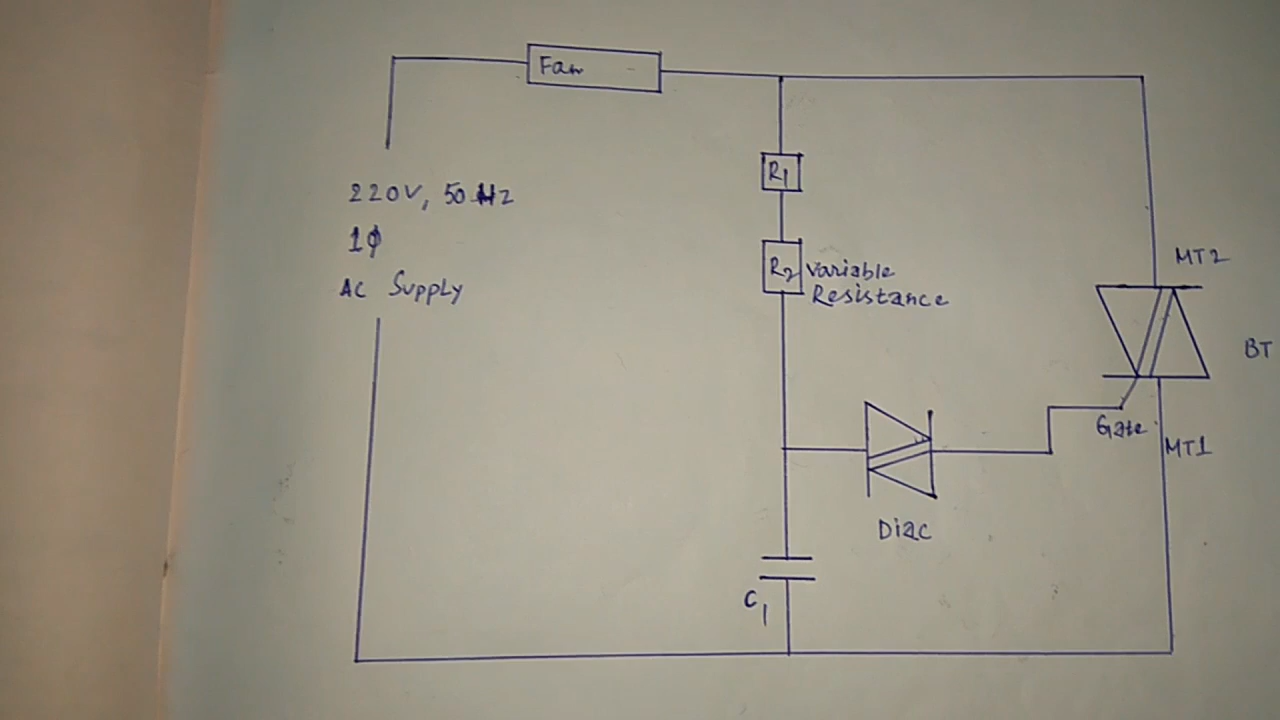 Fan
R1
220V, 50 Hz
1φ
AC Supply
R2 Variable
Resistance
MT2
BT
Gate
MT1
Diac
C1